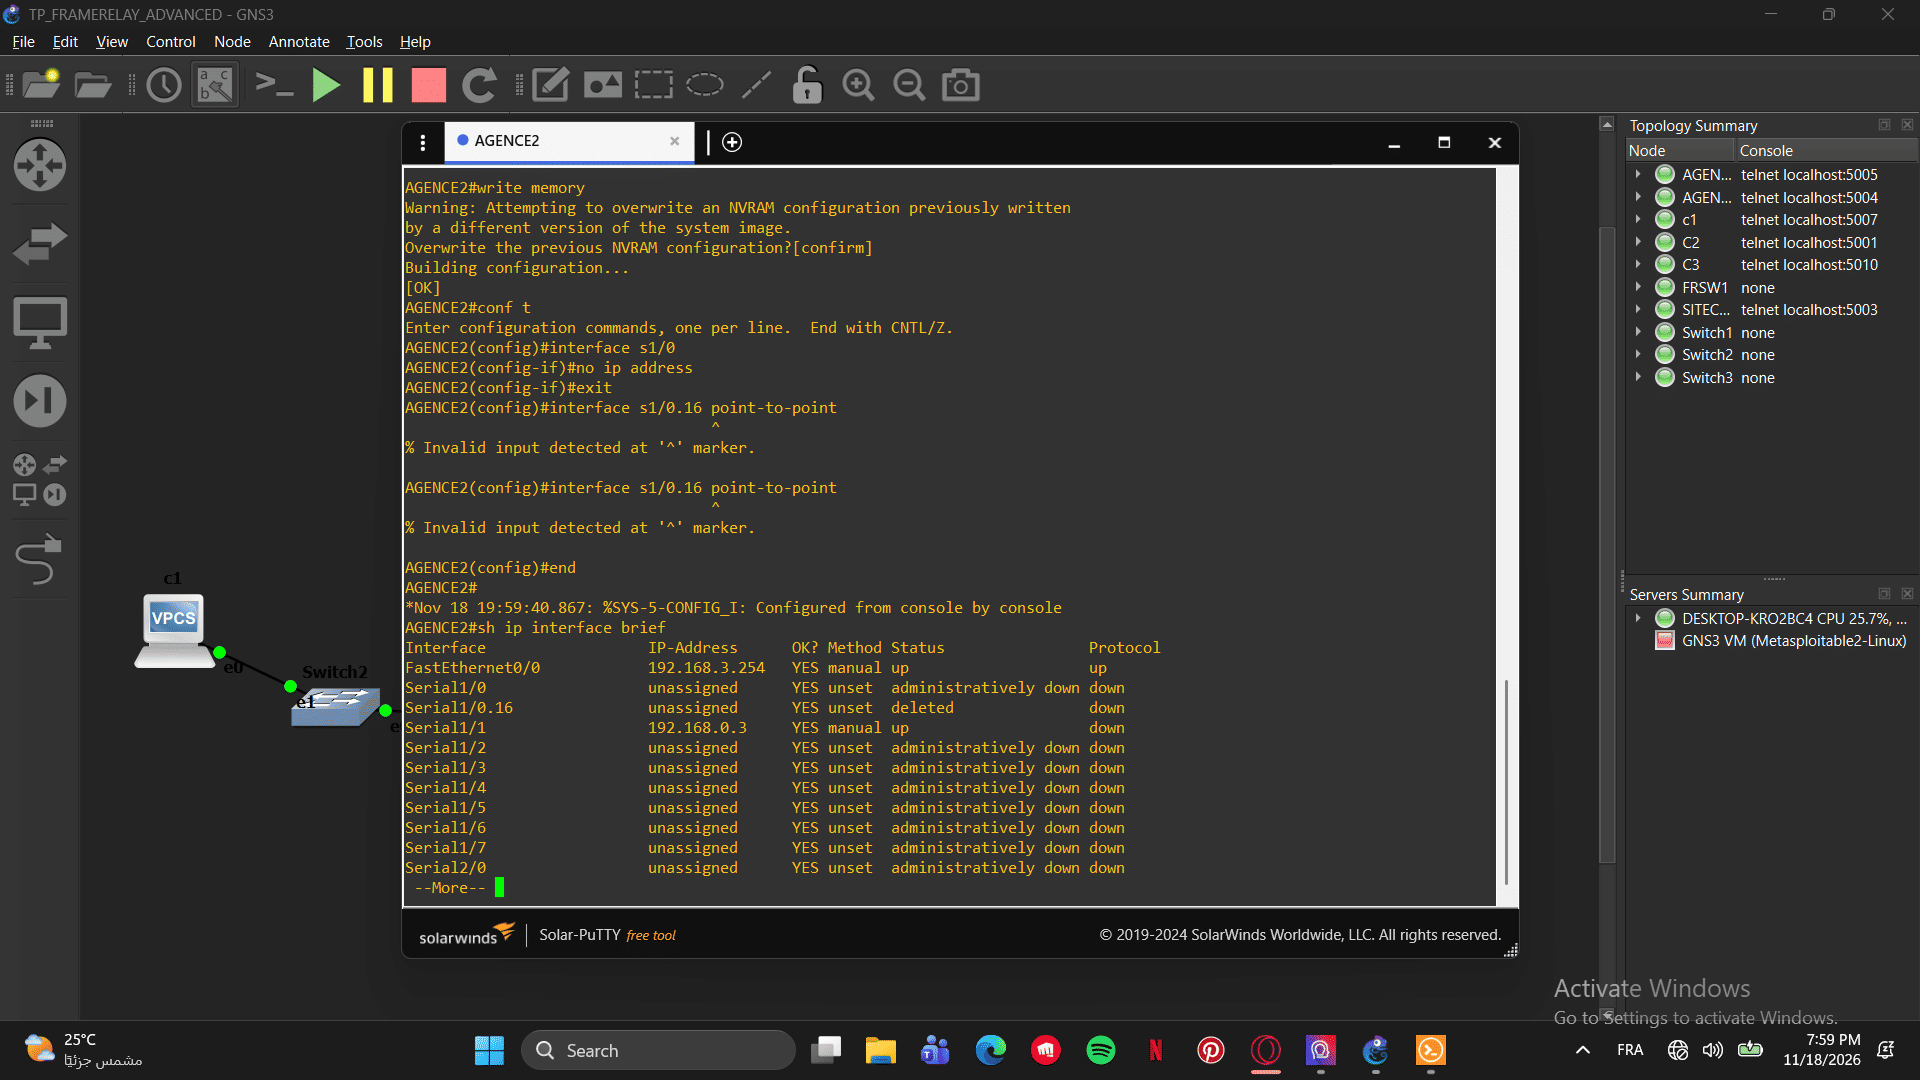 TP_FRAMERELAY_ADVANCED - GNS3
File Edit View Control Node Annotate Tools Help
AGENCE2
AGENCE2#write memory
Warning: Attempting to overwrite an NVRAM configuration previously written
by a different version of the system image.
Overwrite the previous NVRAM configuration?[confirm]
Building configuration...
[OK]
AGENCE2#conf t
Enter configuration commands, one per line.  End with CNTL/Z.
AGENCE2(config)#interface s1/0
AGENCE2(config-if)#no ip address
AGENCE2(config-if)#exit
AGENCE2(config)#interface s1/0.16 point-to-point
^
% Invalid input detected at '^' marker.
AGENCE2(config)#interface s1/0.16 point-to-point
^
% Invalid input detected at '^' marker.
AGENCE2(config)#end
AGENCE2#
*Nov 18 19:59:40.867: %SYS-5-CONFIG_I: Configured from console by console
AGENCE2#sh ip interface brief
Interface IP-Address OK? Method Status Protocol
FastEthernet0/0 192.168.3.254 YES manual up up
Serial1/0 unassigned YES unset administratively down down
Serial1/0.16 unassigned YES unset deleted down
Serial1/1 192.168.0.3 YES manual up down
Serial1/2 unassigned YES unset administratively down down
Serial1/3 unassigned YES unset administratively down down
Serial1/4 unassigned YES unset administratively down down
Serial1/5 unassigned YES unset administratively down down
Serial1/6 unassigned YES unset administratively down down
Serial1/7 unassigned YES unset administratively down down
Serial2/0 unassigned YES unset administratively down down
--More--
solarwinds Solar-PuTTY free tool © 2019-2024 SolarWinds Worldwide, LLC. All rights reserved.
c1
VPCS
e0
Switch2
e1
e
Topology Summary
Node Console
AGEN... telnet localhost:5005
AGEN... telnet localhost:5004
c1 telnet localhost:5007
C2 telnet localhost:5001
C3 telnet localhost:5010
FRSW1 none
SITEC... telnet localhost:5003
Switch1 none
Switch2 none
Switch3 none
Servers Summary
DESKTOP-KRO2BC4 CPU 25.7%, ...
GNS3 VM (Metasploitable2-Linux)
Activate Windows
Go to Settings to activate Windows.
25°C
مشمس جزئيًا
Search
FRA
7:59 PM
11/18/2026